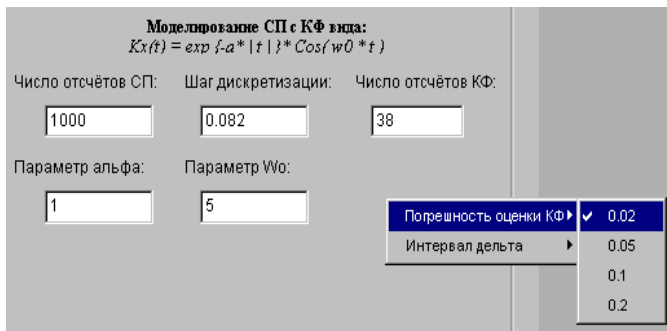 Моделирование СП с КФ вида:
Kx(t) = exp {-a* | t | }* Cos( w0 *t )
Число отсчётов СП: Шаг дискретизации: Число отсчётов КФ:
1000 0.082 38
Параметр альфа: Параметр Wo:
1 5
Погрешность оценки КФ
Интервал дельта
0.02
0.05
0.1
0.2